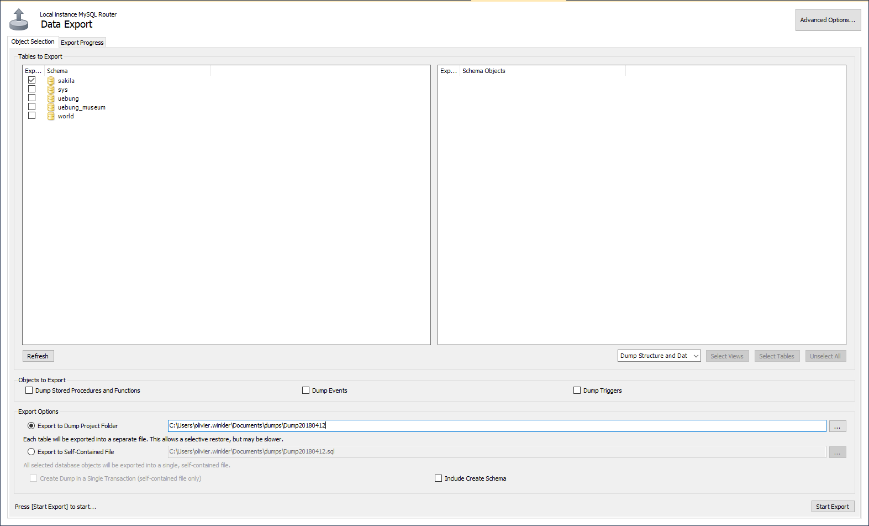 Local instance MySQL Router
Data Export
Advanced Options...
Object Selection Export Progress
Tables to Export
Exp... Schema
sakila
sys
uebung
uebung_museum
world
Exp... Schema Objects
Refresh
Dump Structure and Dat
Select Views
Select Tables
Unselect All
Objects to Export
Dump Stored Procedures and Functions
Dump Events
Dump Triggers
Export Options
Export to Dump Project Folder
C:\Users\olivier.winkler\Documents\dumps\Dump20180412
...
Each table will be exported into a separate file. This allows a selective restore, but may be slower.
Export to Self-Contained File
C:\Users\olivier.winkler\Documents\dumps\Dump20180412.sql
...
All selected database objects will be exported into a single, self-contained file.
Create Dump in a Single Transaction (self-contained file only)
Include Create Schema
Press [Start Export] to start...
Start Export